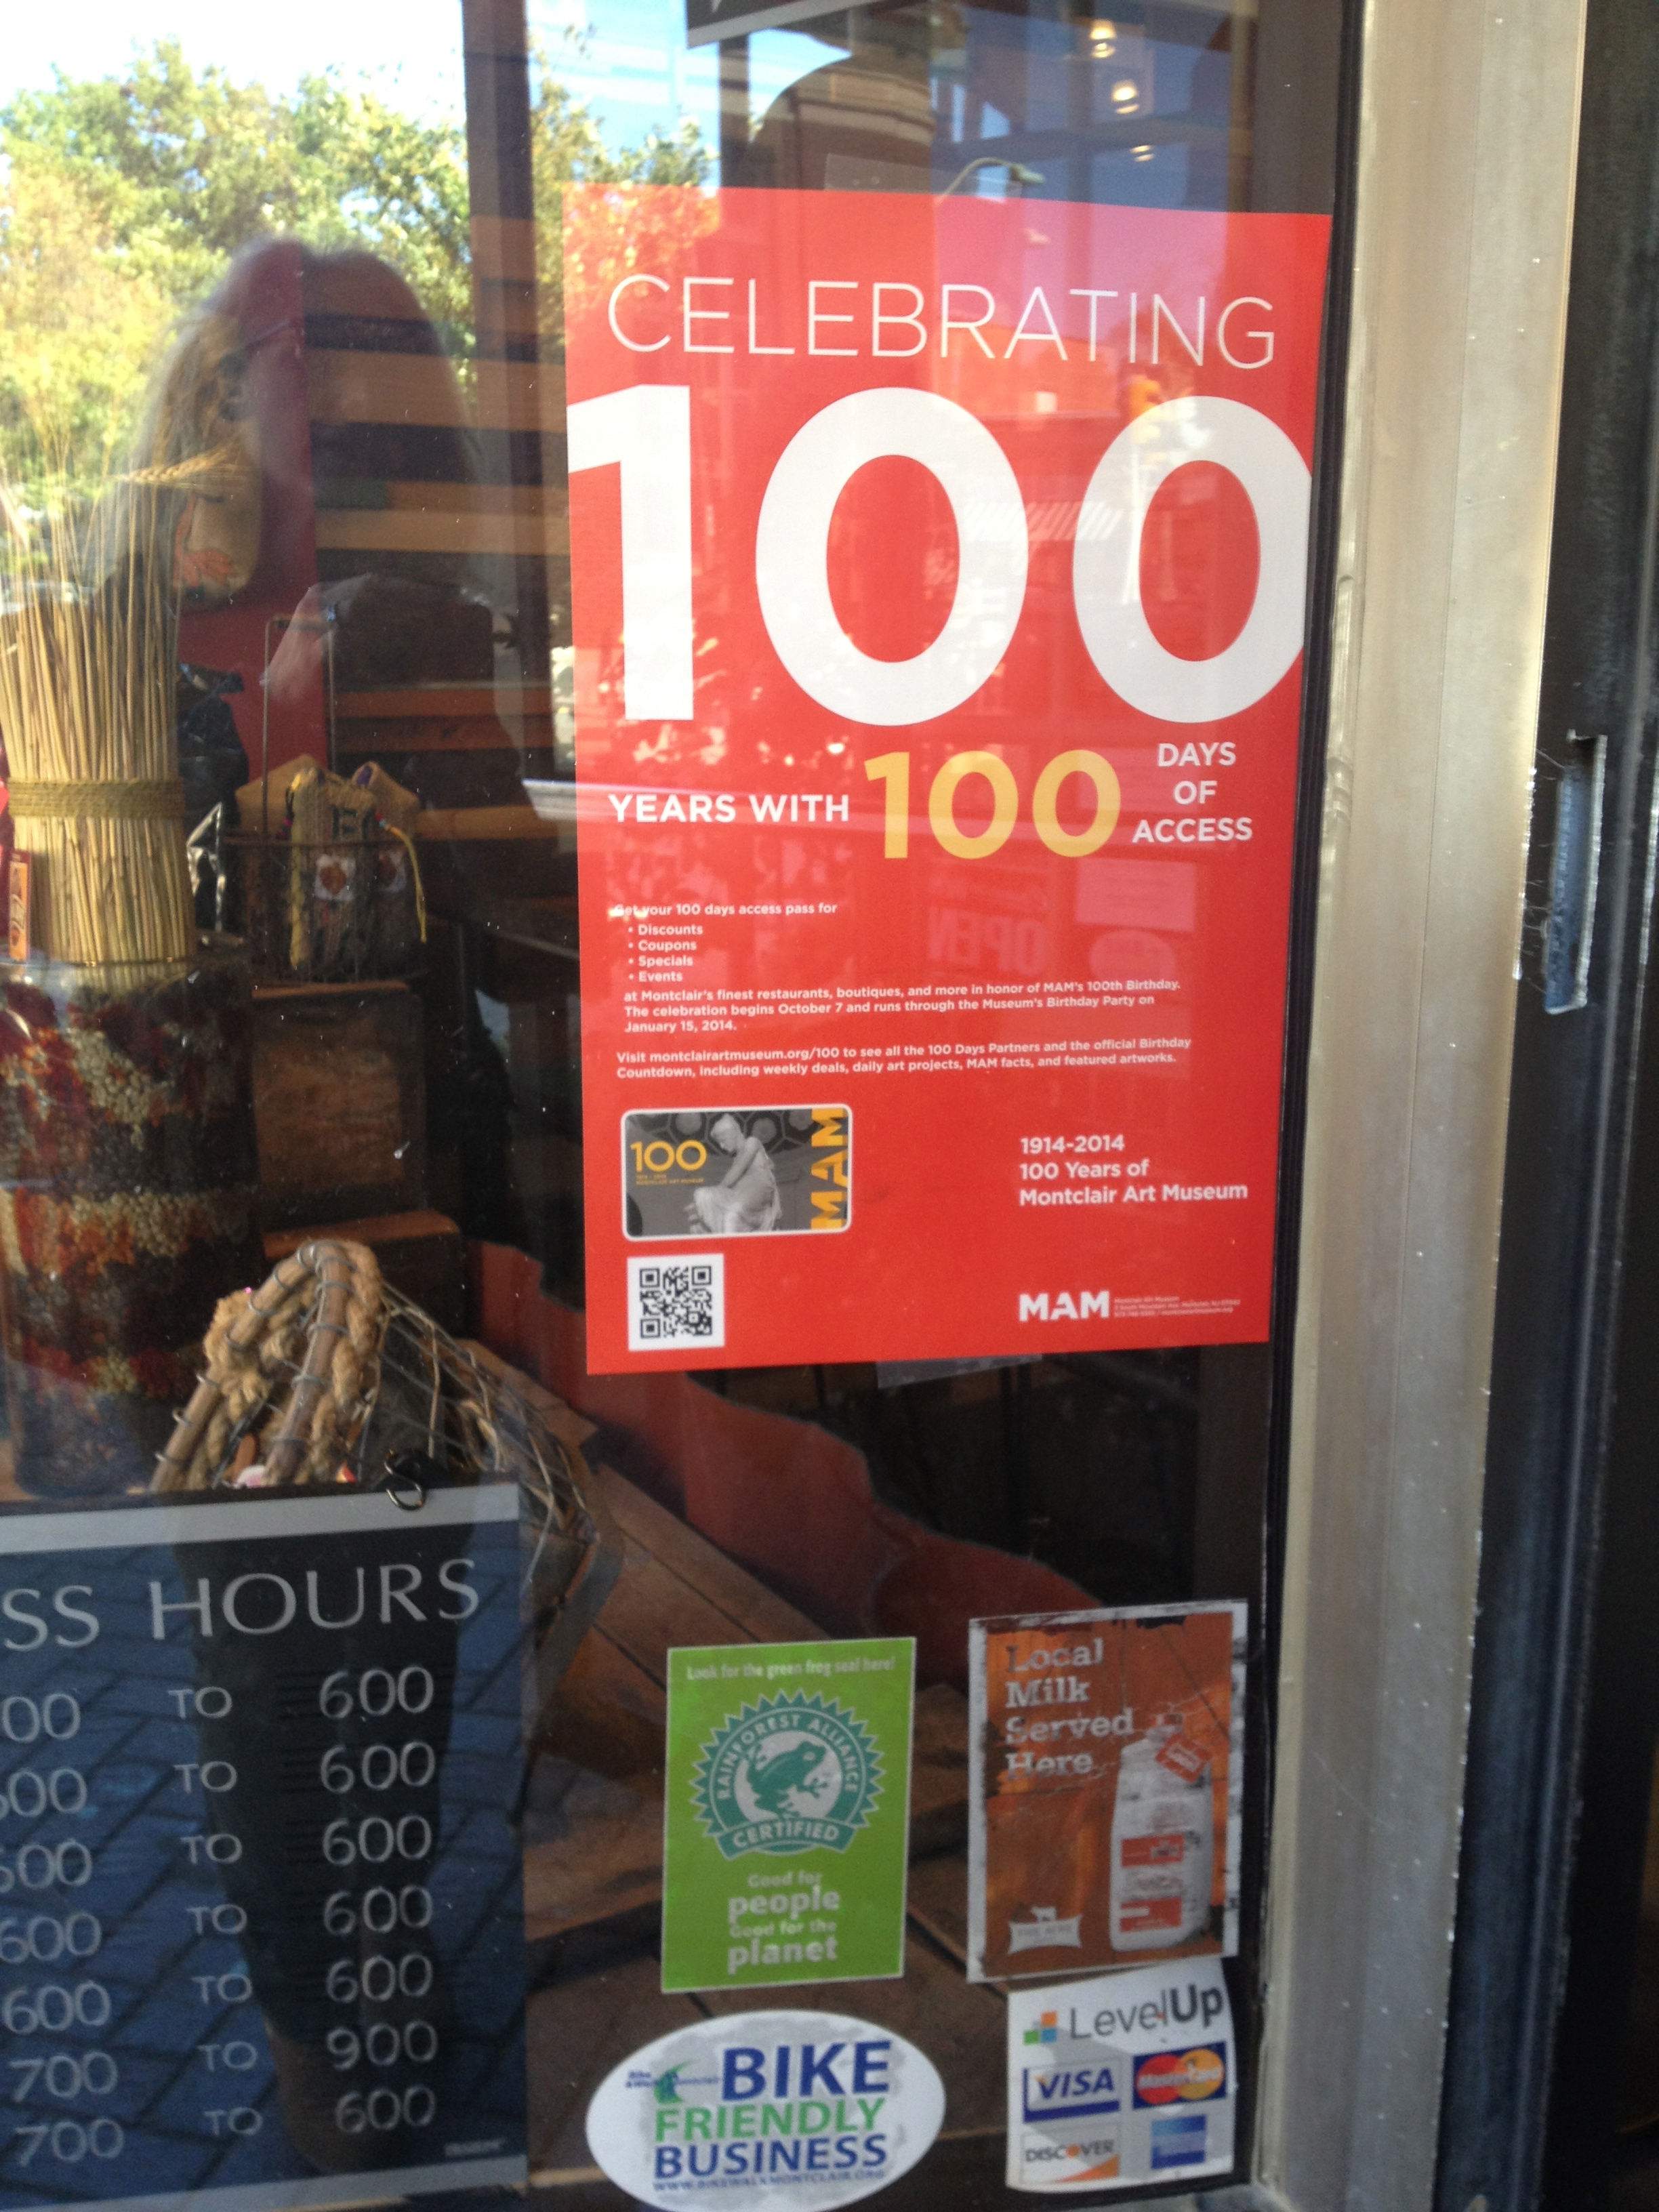 CELEBRATING
100
YEARS WITH 100 DAYS OF ACCESS
Get your 100 days access pass for
• Discounts
• Coupons
• Specials
• Events
at Montclair's finest restaurants, boutiques, and more in honor of MAM's 100th Birthday.
The celebration begins October 7 and runs through the Museum's Birthday Party on
January 15, 2014.
Visit montclairartmuseum.org/100 to see all the 100 Days Partners and the official Birthday
Countdown, including weekly deals, daily art projects, MAM facts, and featured artworks.
100
MAM
1914-2014
100 Years of
Montclair Art Museum
MAM
OPEN
SS HOURS
00 TO 600
600 TO 600
600 TO 600
600 TO 600
600 TO 600
700 TO 900
700 TO 600
Look for the green frog seal here!
RAINFOREST ALLIANCE
CERTIFIED
Good for
people
Good for the
planet
Local
Milk
Served
Here
BIKE
FRIENDLY
BUSINESS
WWW.BIKEWALKMONTCLAIR.ORG
LevelUp
VISA MasterCard
DISCOVER